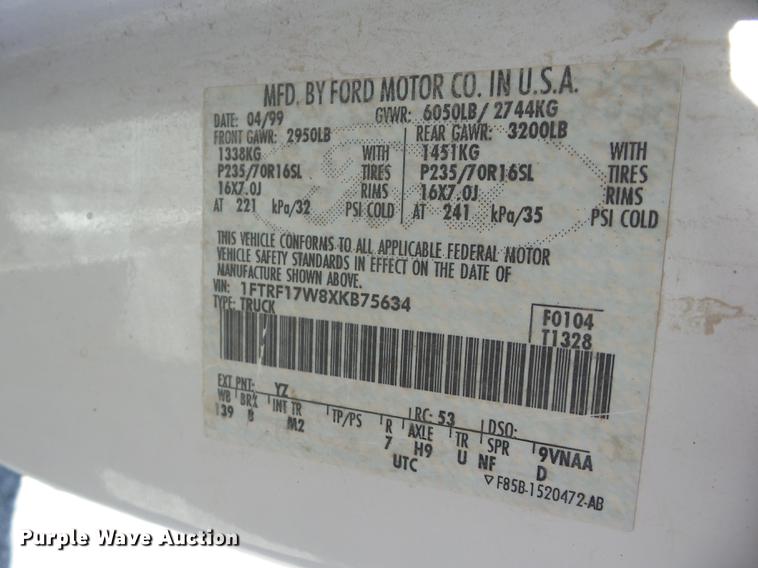 MFD. BY FORD MOTOR CO. IN U.S.A.
DATE: 04/99 GVWR: 6050LB/ 2744KG
FRONT GAWR: 2950LB REAR GAWR: 3200LB
1338KG WITH 1451KG WITH
P235/70R16SL TIRES P235/70R16SL TIRES
16X7.0J RIMS 16X7.0J RIMS
AT 221 kPa/32 PSI COLD AT 241 kPa/35 PSI COLD
THIS VEHICLE CONFORMS TO ALL APPLICABLE FEDERAL MOTOR
VEHICLE SAFETY STANDARDS IN EFFECT ON THE DATE OF
MANUFACTURE SHOWN ABOVE.
VIN: 1FTRF17W8XKB75634
TYPE: TRUCK
F0104
T1328
EXT PNT: YZ RC: 53 DSO:
WB BRK INT TR TP/PS R AXLE TR SPR 9VNAA
139 B M2 7 H9 U NF D
UTC
▽F85B-1520472-AB
Purple Wave Auction